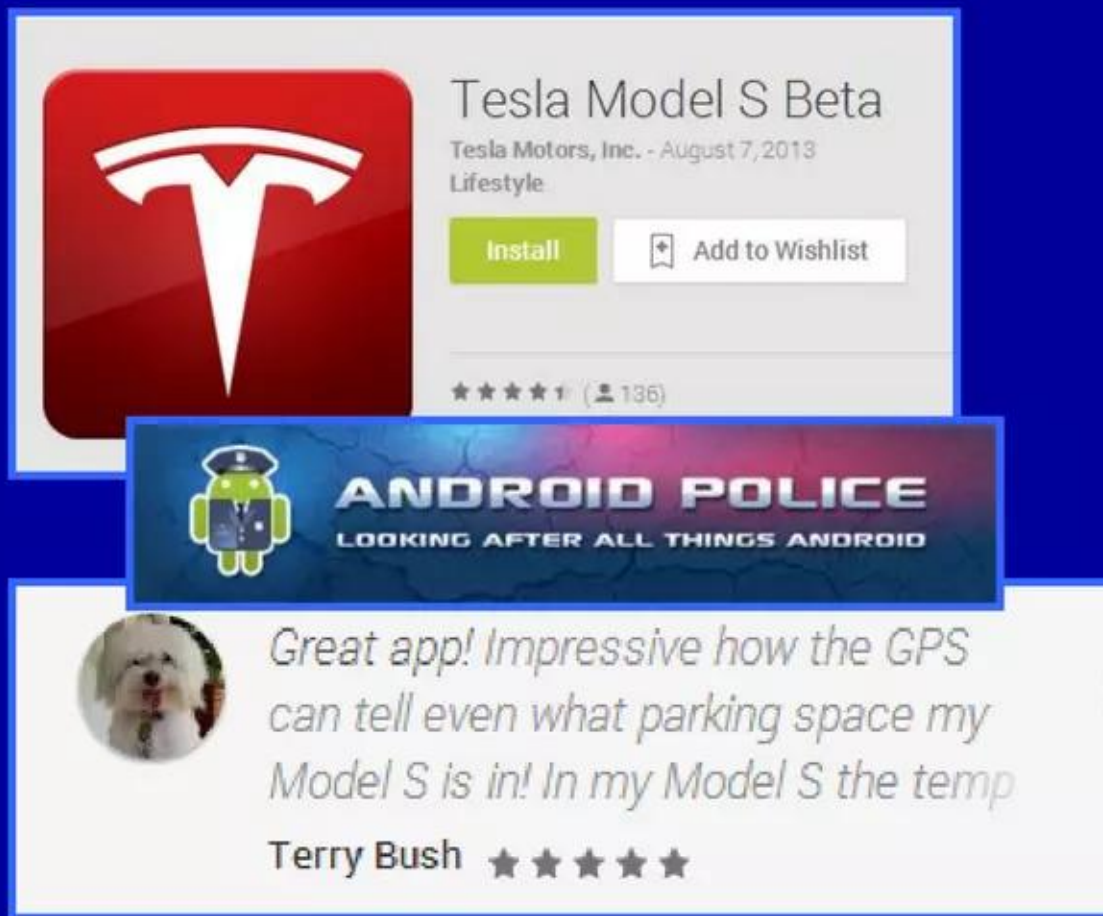 Tesla Model S Beta
Tesla Motors, Inc. - August 7, 2013
Lifestyle
Install
Add to Wishlist
(136)
ANDROID POLICE
LOOKING AFTER ALL THINGS ANDROID
Great app! Impressive how the GPS
can tell even what parking space my
Model S is in! In my Model S the temp
Terry Bush